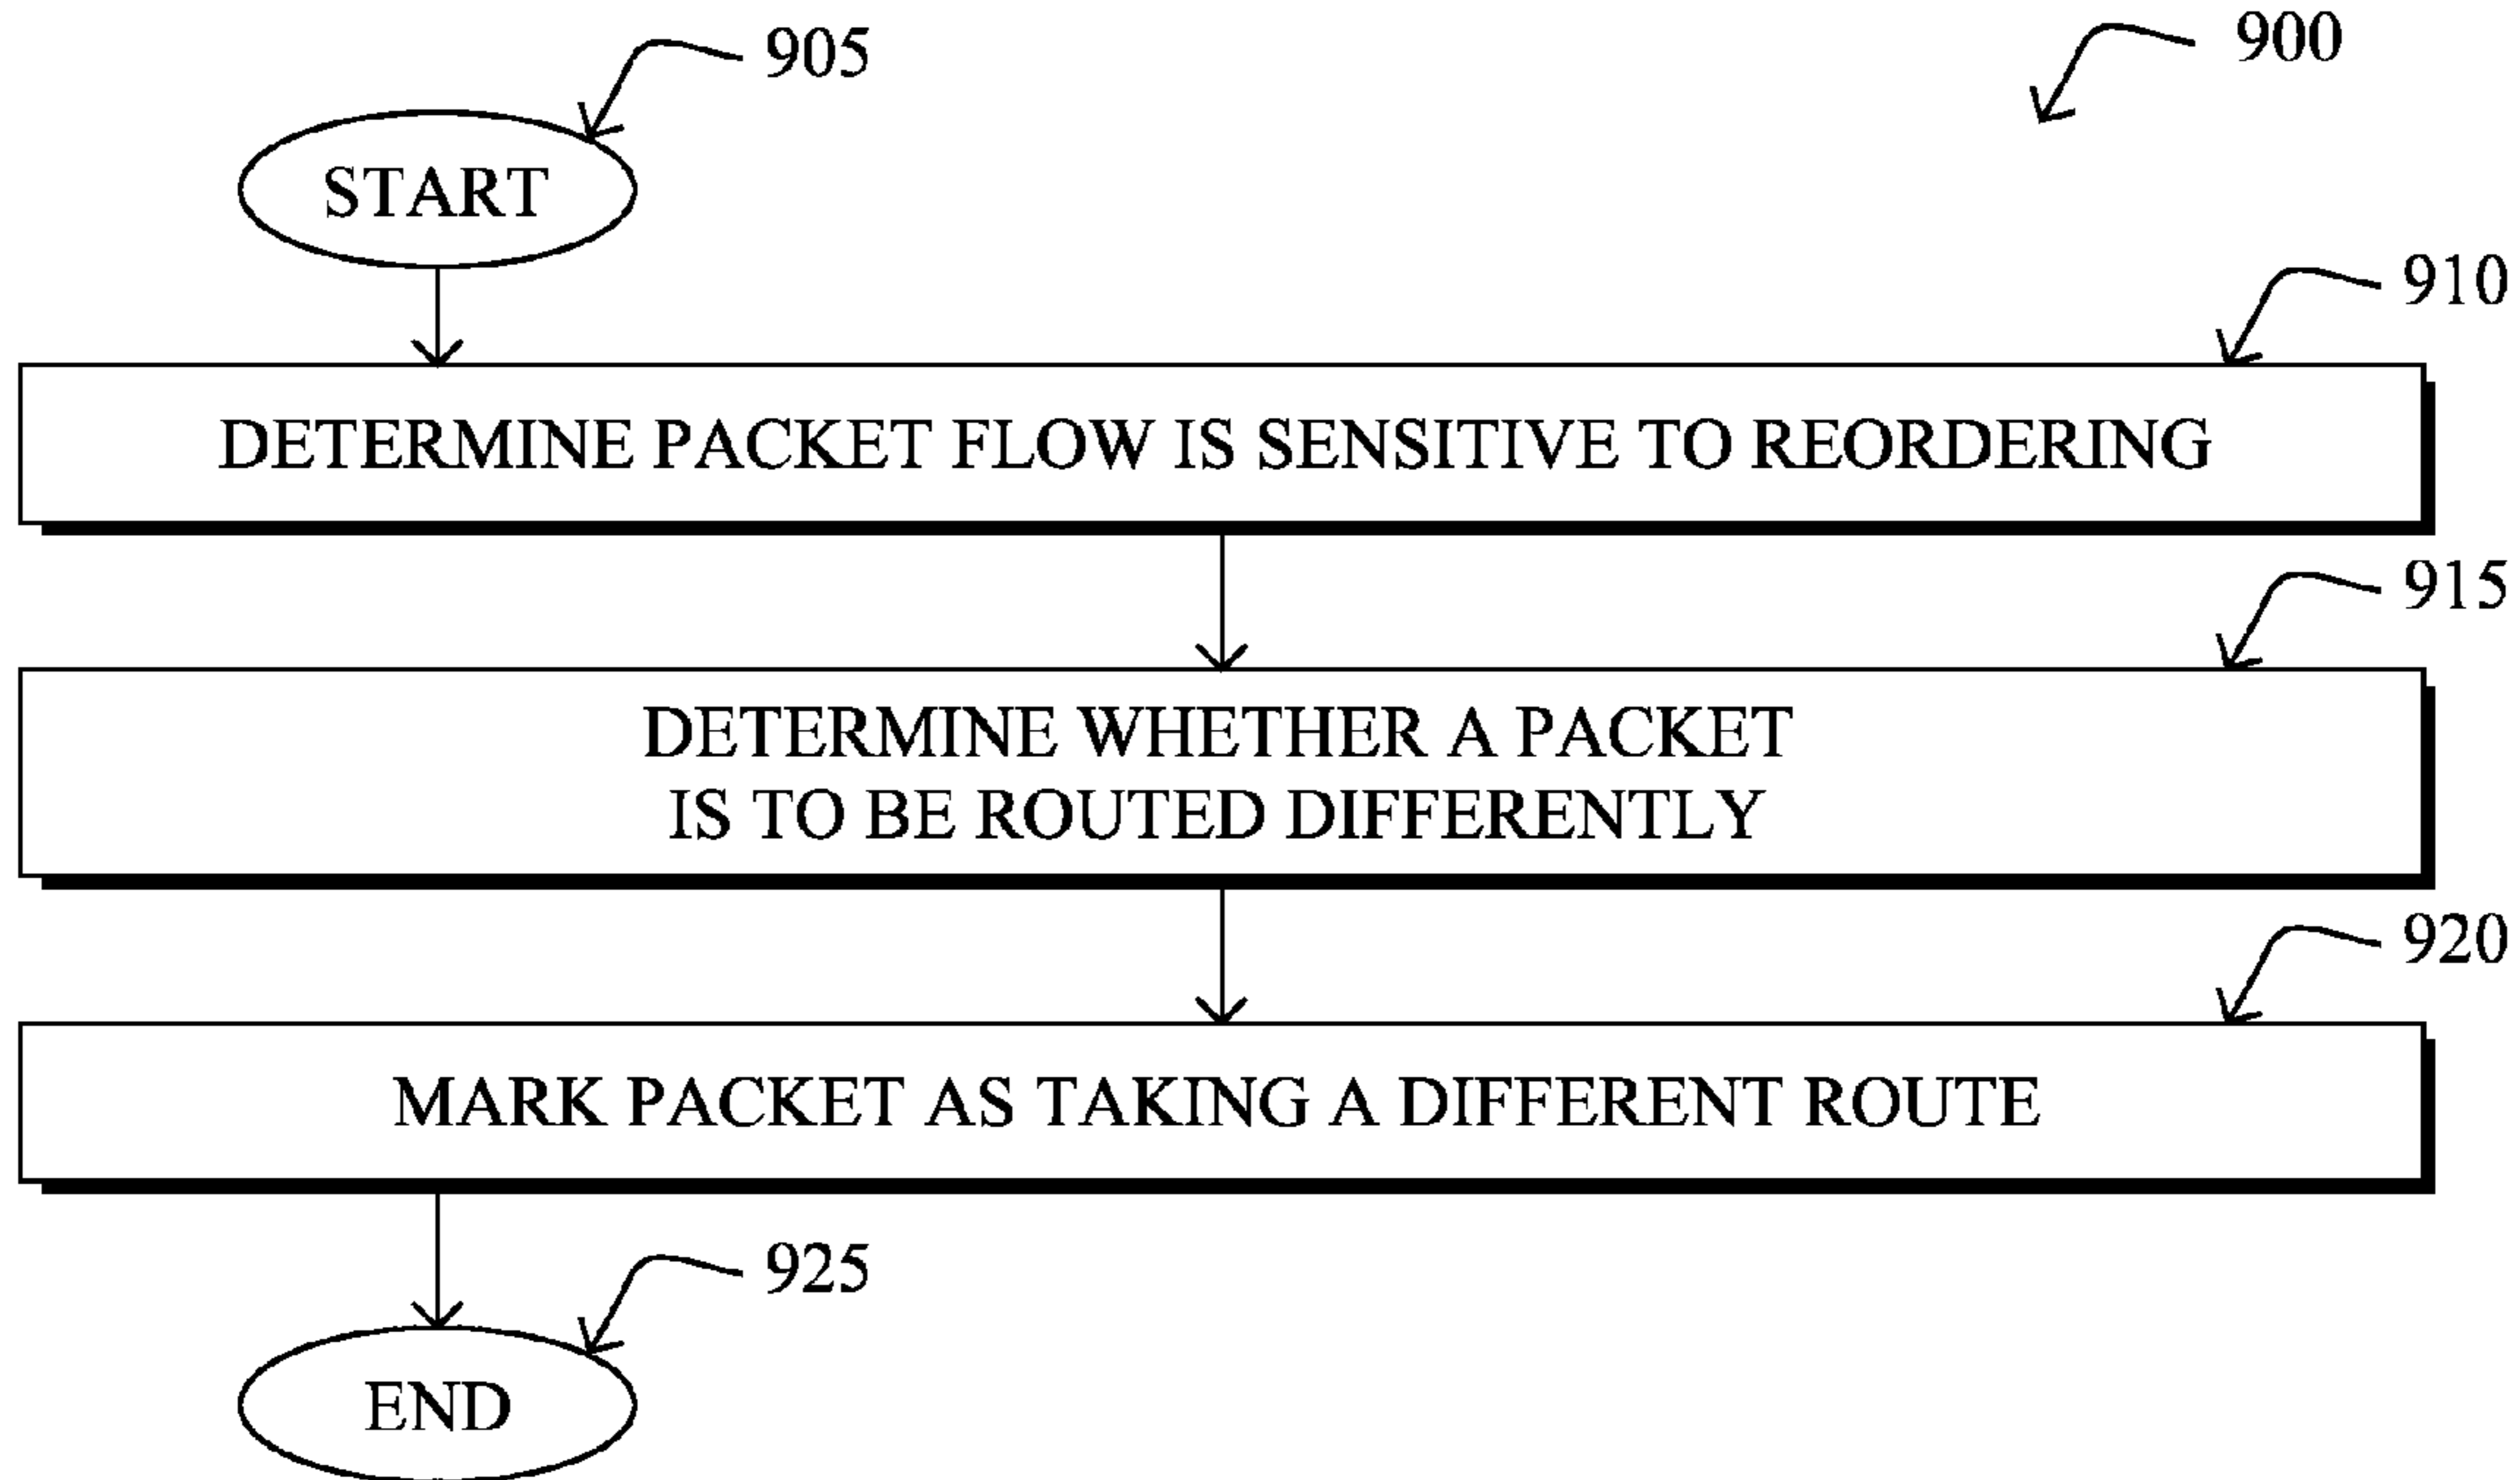 900
905
START
910
DETERMINE PACKET FLOW IS SENSITIVE TO REORDERING
915
DETERMINE WHETHER A PACKET
IS TO BE ROUTED DIFFERENTLY
920
MARK PACKET AS TAKING A DIFFERENT ROUTE
925
END